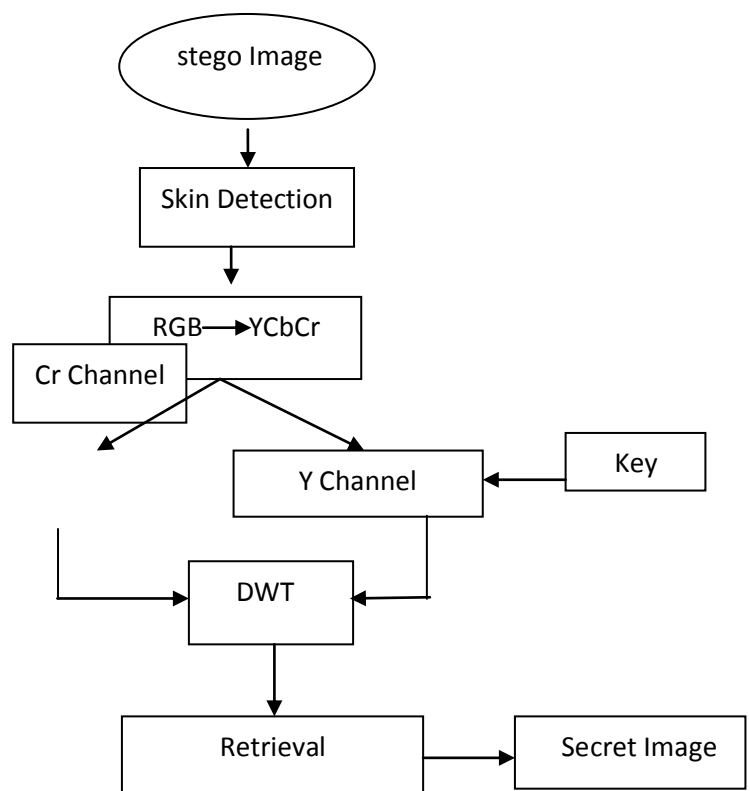 stego Image
Skin Detection
RGB YCbCr
Cr Channel
Y Channel
Key
DWT
Retrieval
Secret Image